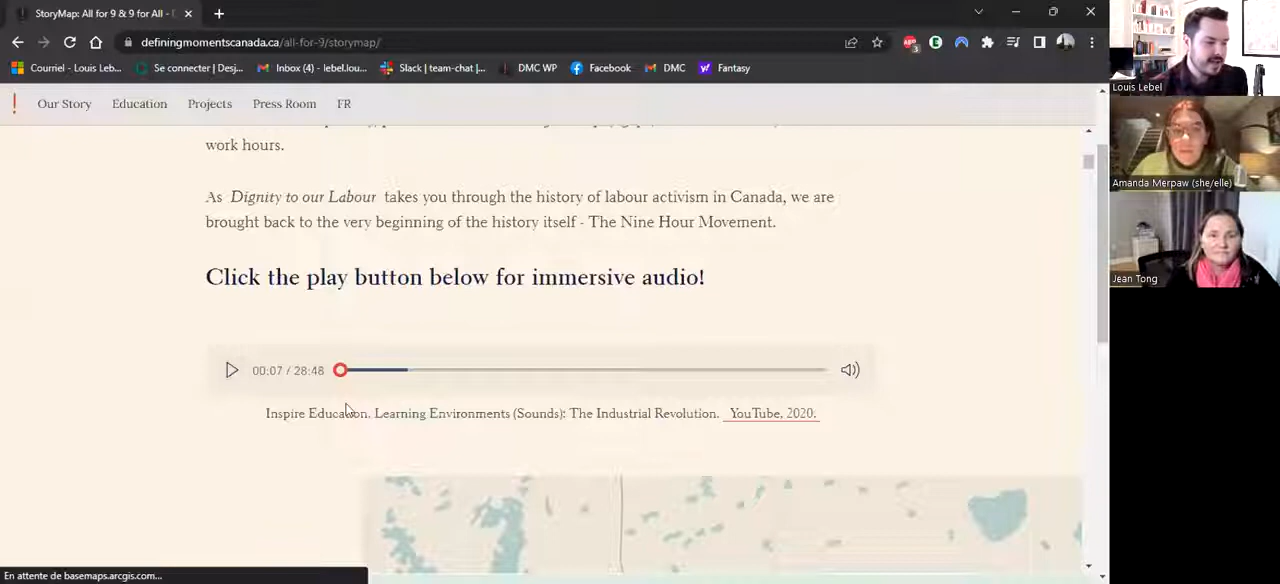 StoryMap: All for 9 & 9 for All -
definingmomentscanada.ca/all-for-9/storymap/
Courriel - Louis Leb... Se connecter | Desj... Inbox (4) - lebel.lou... Slack | team-chat |... DMC WP Facebook DMC Fantasy
Our Story Education Projects Press Room FR
work hours.
As Dignity to our Labour takes you through the history of labour activism in Canada, we are
brought back to the very beginning of the history itself - The Nine Hour Movement.
Click the play button below for immersive audio!
00:07 / 28:48
Inspire Education. Learning Environments (Sounds): The Industrial Revolution. YouTube, 2020.
En attente de basemaps.arcgis.com...
Louis Lebel
Amanda Merpaw (she/elle)
Jean Tong